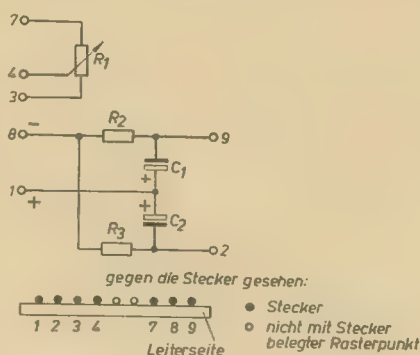 7
R1
4
3
8 − R2 9
C1
+
1
+ +
C2
R3
2
gegen die Stecker gesehen:
● Stecker
○ nicht mit Stecker
belegter Rasterpunkt
1 2 3 4 7 8 9
Leiterseite